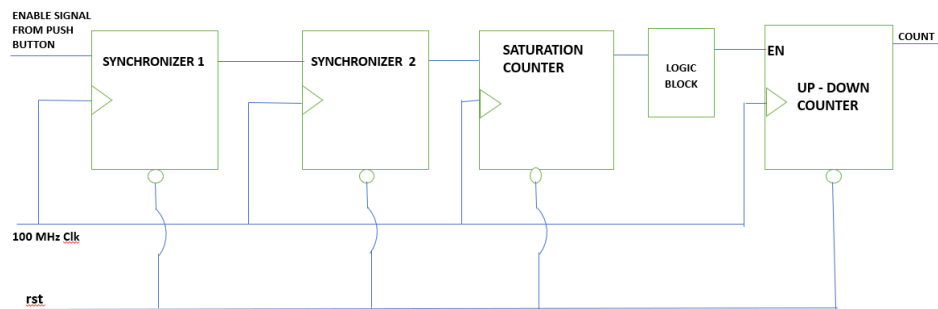 ENABLE SIGNAL
FROM PUSH
BUTTON
SYNCHRONIZER 1
SYNCHRONIZER 2
SATURATION
COUNTER
LOGIC
BLOCK
EN
UP - DOWN
COUNTER
COUNT
100 MHz Clk
rst